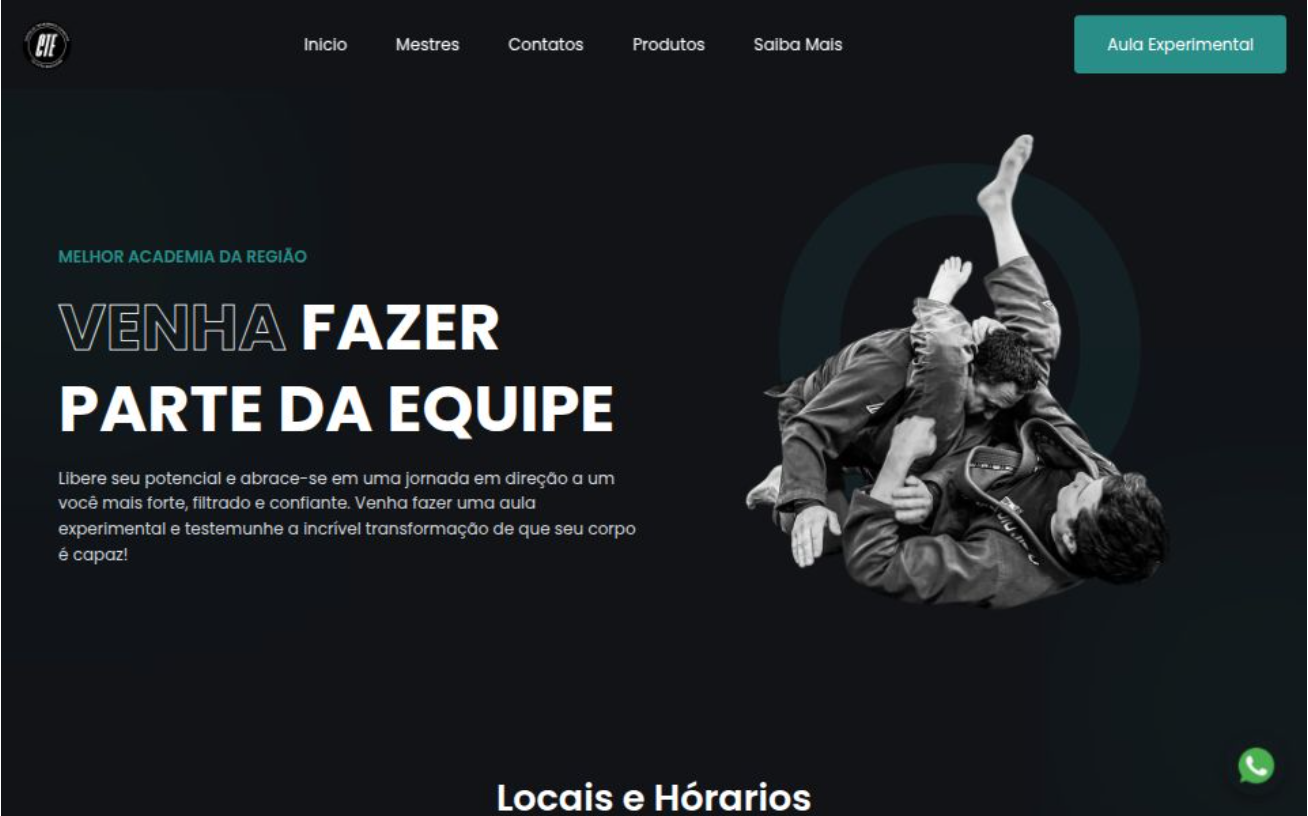 CTE
Inicio
Mestres
Contatos
Produtos
Saiba Mais
Aula Experimental
MELHOR ACADEMIA DA REGIÃO
VENHA FAZER
PARTE DA EQUIPE
Libere seu potencial e abrace-se em uma jornada em direção a um
você mais forte, filtrado e confiante. Venha fazer uma aula
experimental e testemunhe a incrível transformação de que seu corpo
é capaz!
Locais e Hórarios